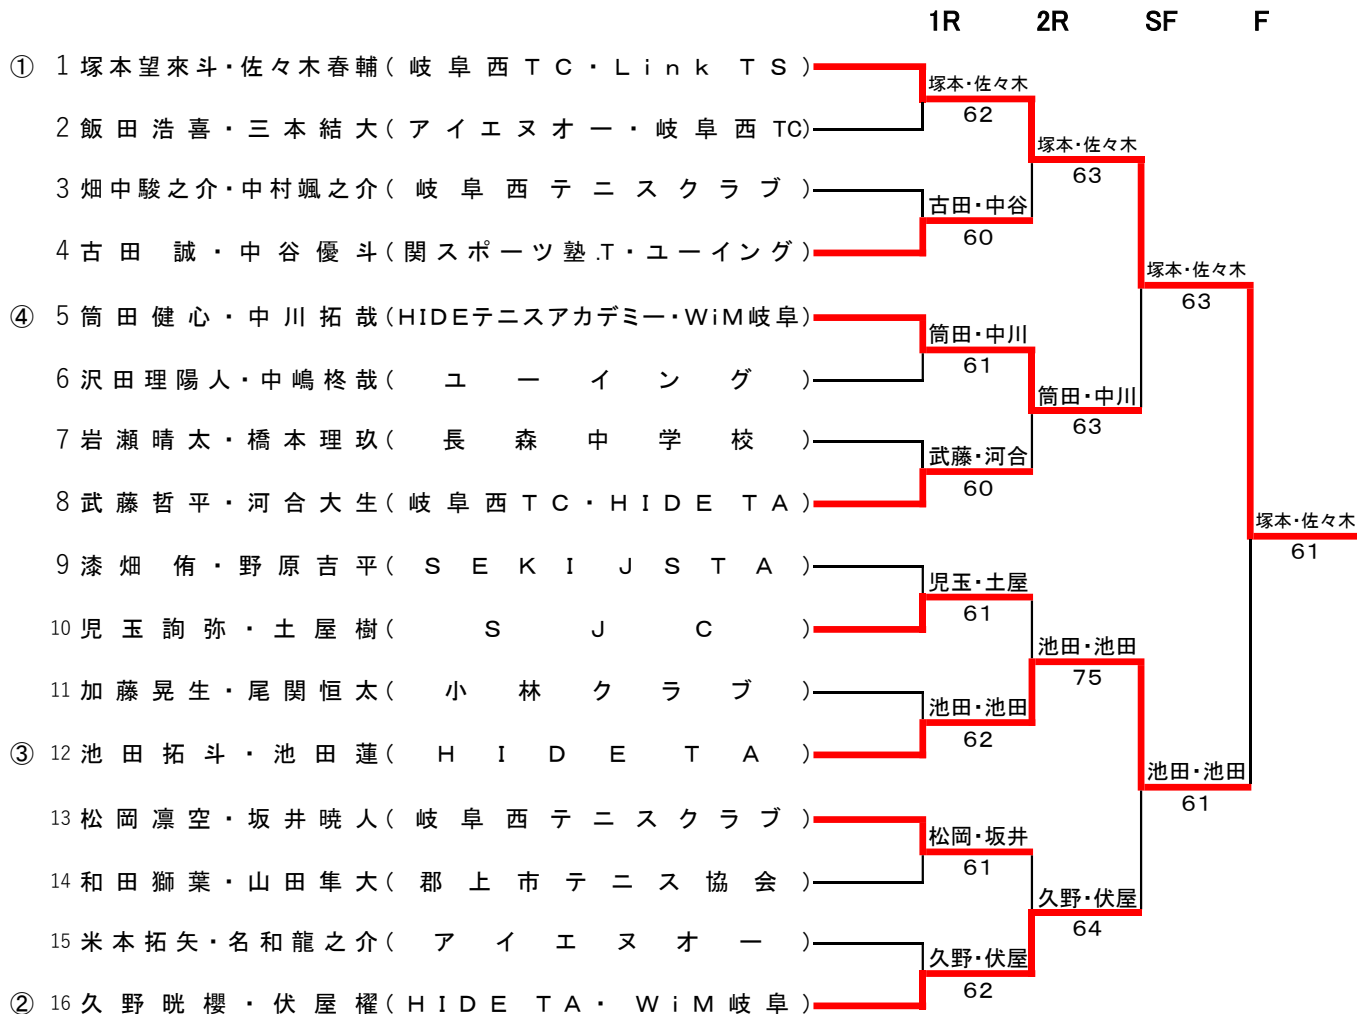 1R 2R SF F
① 1 塚本望來斗・佐々木春輔(岐阜西TC・Link TS)
塚本・佐々木
62
2 飯田浩喜・三本結大(アイエヌオー・岐阜西TC)
塚本・佐々木
63
3 畑中駿之介・中村颯之介(岐阜西テニスクラブ)
古田・中谷
60
4 古田 誠・中谷優斗(関スポーツ塾.T・ユーイング)
塚本・佐々木
63
④ 5 筒田健心・中川拓哉(HIDEテニスアカデミー・WiM岐阜)
筒田・中川
61
6 沢田理陽人・中嶋柊哉(ユーイング)
筒田・中川
63
7 岩瀬晴太・橋本理玖(長森中学校)
武藤・河合
60
8 武藤哲平・河合大生(岐阜西TC・HIDE TA)
塚本・佐々木
61
9 漆畑 侑・野原吉平(SEKIJSTA)
児玉・土屋
61
10 児玉詢弥・土屋樹(SJC)
池田・池田
75
11 加藤晃生・尾関恒太(小林クラブ)
池田・池田
62
③ 12 池田拓斗・池田蓮(HIDE TA)
池田・池田
61
13 松岡凛空・坂井暁人(岐阜西テニスクラブ)
松岡・坂井
61
14 和田獅葉・山田隼大(郡上市テニス協会)
久野・伏屋
64
15 米本拓矢・名和龍之介(アイエヌオー)
久野・伏屋
62
② 16 久野晄櫻・伏屋櫂(HIDE TA・ WiM岐阜)